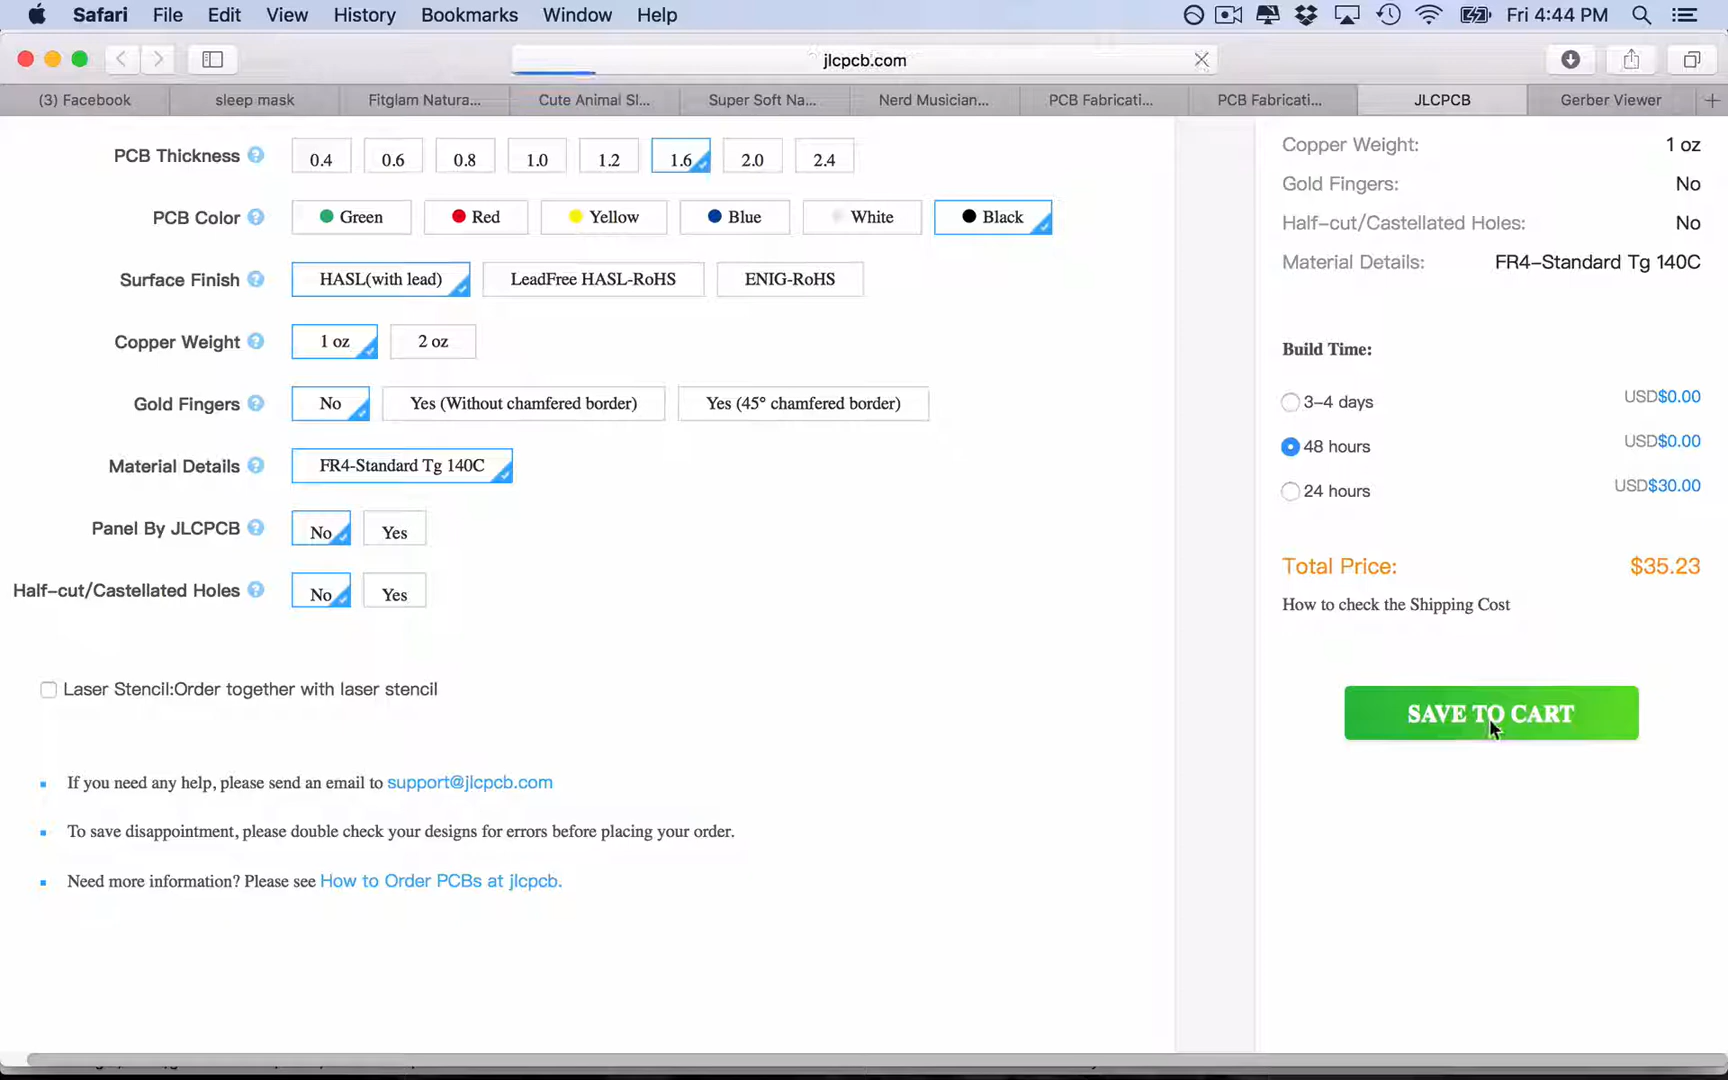 Safari File Edit View History Bookmarks Window Help Fri 4:44 PM
jlcpcb.com
(3) Facebook sleep mask Fitglam Natura... Cute Animal Sl... Super Soft Na... Nerd Musician... PCB Fabricati... PCB Fabricati... JLCPCB Gerber Viewer
PCB Thickness 0.4 0.6 0.8 1.0 1.2 1.6 2.0 2.4
PCB Color Green Red Yellow Blue White Black
Surface Finish HASL(with lead) LeadFree HASL-RoHS ENIG-RoHS
Copper Weight 1 oz 2 oz
Gold Fingers No Yes (Without chamfered border) Yes (45° chamfered border)
Material Details FR4-Standard Tg 140C
Panel By JLCPCB No Yes
Half-cut/Castellated Holes No Yes
Laser Stencil:Order together with laser stencil
If you need any help, please send an email to support@jlcpcb.com
To save disappointment, please double check your designs for errors before placing your order.
Need more information? Please see How to Order PCBs at jlcpcb.
Copper Weight: 1 oz
Gold Fingers: No
Half-cut/Castellated Holes: No
Material Details: FR4-Standard Tg 140C
Build Time:
3-4 days USD$0.00
48 hours USD$0.00
24 hours USD$30.00
Total Price: $35.23
How to check the Shipping Cost
SAVE TO CART